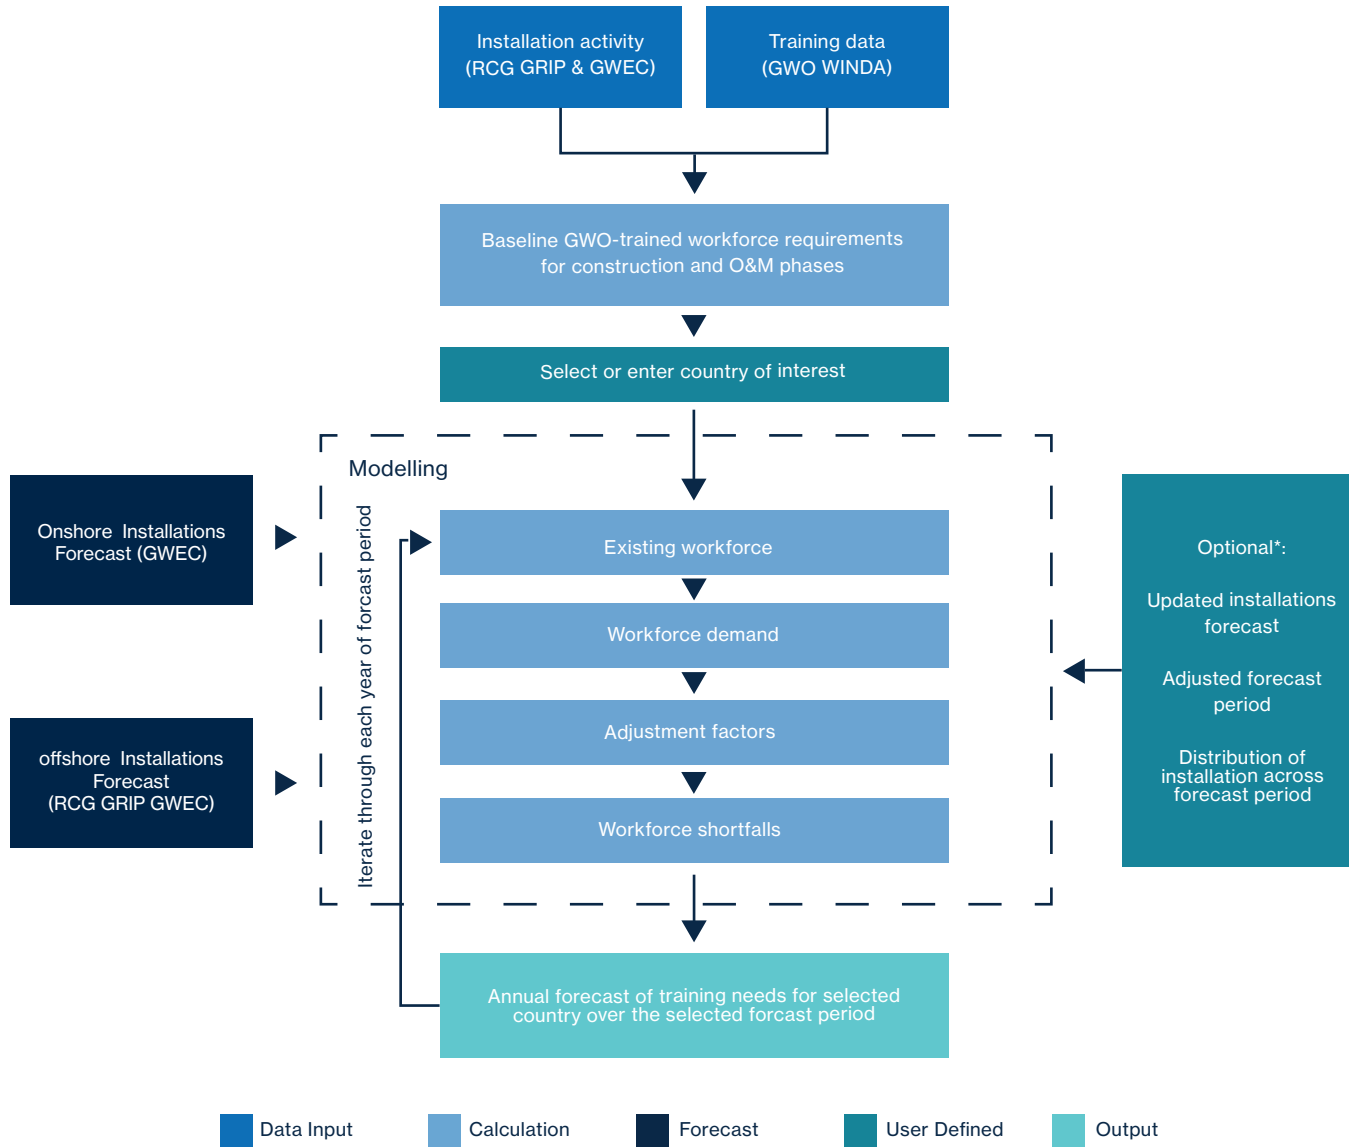 Installation activity
(RCG GRIP & GWEC)
Training data
(GWO WINDA)
Baseline GWO-trained workforce requirements
for construction and O&M phases
Select or enter country of interest
Modelling
Onshore Installations
Forecast (GWEC)
offshore Installations
Forecast
(RCG GRIP GWEC)
Iterate through each year of forcast period
Existing workforce
Workforce demand
Adjustment factors
Workforce shortfalls
Optional*:
Updated installations
forecast
Adjusted forecast
period
Distribution of
installation across
forecast period
Annual forecast of training needs for selected
country over the selected forcast period
Data Input
Calculation
Forecast
User Defined
Output